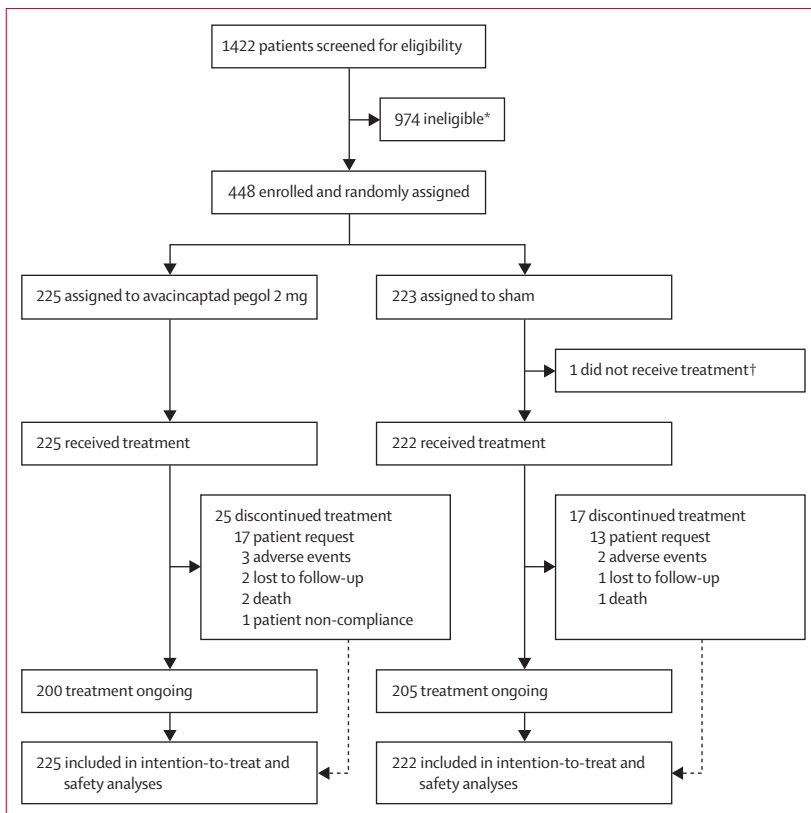 1422 patients screened for eligibility
974 ineligible*
448 enrolled and randomly assigned
225 assigned to avacincaptad pegol 2 mg
223 assigned to sham
1 did not receive treatment†
225 received treatment
222 received treatment
25 discontinued treatment
17 patient request
3 adverse events
2 lost to follow-up
2 death
1 patient non-compliance
17 discontinued treatment
13 patient request
2 adverse events
1 lost to follow-up
1 death
200 treatment ongoing
205 treatment ongoing
225 included in intention-to-treat and
safety analyses
222 included in intention-to-treat and
safety analyses